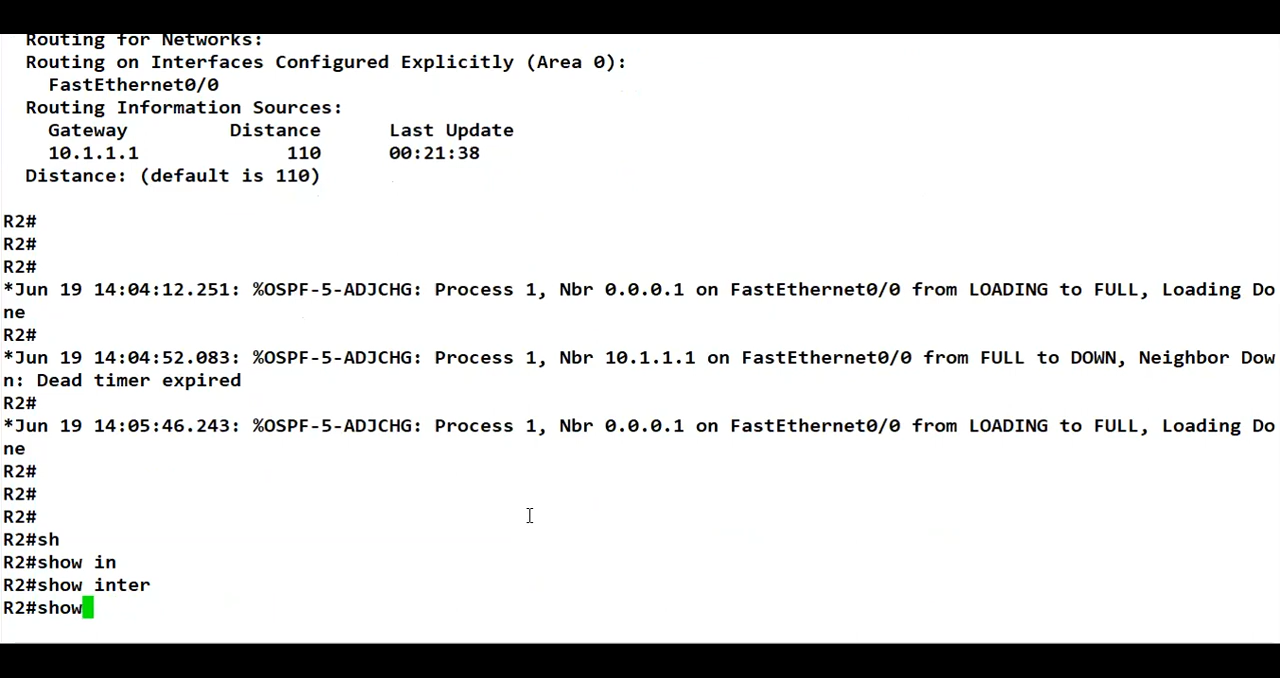 Routing for Networks:
Routing on Interfaces Configured Explicitly (Area 0):
FastEthernet0/0
Routing Information Sources:
Gateway Distance Last Update
10.1.1.1 110 00:21:38
Distance: (default is 110)
R2#
R2#
R2#
*Jun 19 14:04:12.251: %OSPF-5-ADJCHG: Process 1, Nbr 0.0.0.1 on FastEthernet0/0 from LOADING to FULL, Loading Do
ne
R2#
*Jun 19 14:04:52.083: %OSPF-5-ADJCHG: Process 1, Nbr 10.1.1.1 on FastEthernet0/0 from FULL to DOWN, Neighbor Dow
n: Dead timer expired
R2#
*Jun 19 14:05:46.243: %OSPF-5-ADJCHG: Process 1, Nbr 0.0.0.1 on FastEthernet0/0 from LOADING to FULL, Loading Do
ne
R2#
R2#
R2#
R2#sh
R2#show in
R2#show inter
R2#show